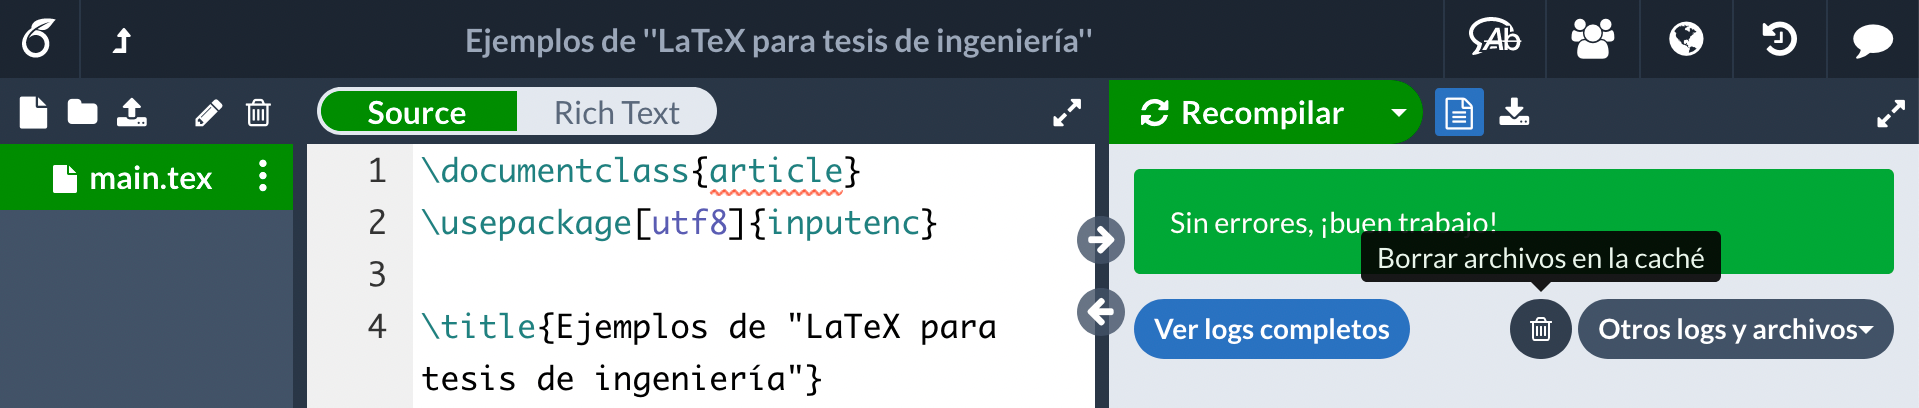 Ejemplos de "LaTeX para tesis de ingeniería"
Ab
Source
Rich Text
Recompilar
main.tex
1 \documentclass{article}
2 \usepackage[utf8]{inputenc}
3
4 \title{Ejemplos de "LaTeX para
tesis de ingeniería"}
Sin errores, ¡buen trabajo!
Borrar archivos en la caché
Ver logs completos
Otros logs y archivos